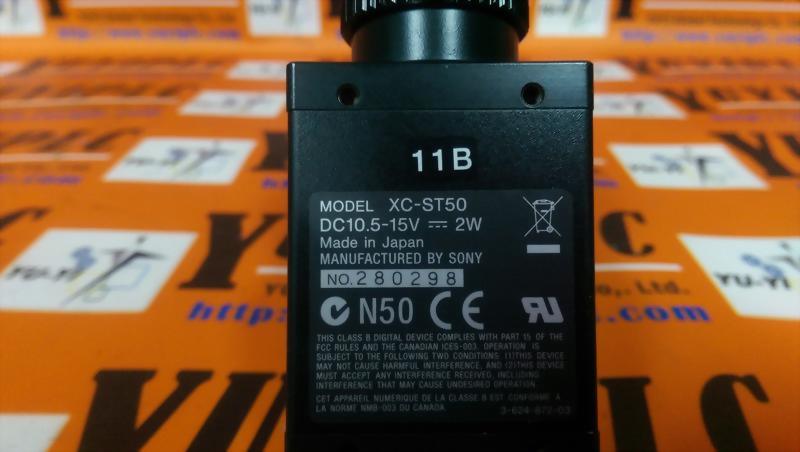 11B
MODEL XC-ST50
DC10.5-15V ⎓ 2W
Made in Japan
MANUFACTURED BY SONY
NO. 280298
N50 CE
THIS CLASS B DIGITAL DEVICE COMPLIES WITH PART 15 OF THE
FCC RULES AND THE CANADIAN ICES-003. OPERATION IS
SUBJECT TO THE FOLLOWING TWO CONDITIONS: (1)THIS DEVICE
MAY NOT CAUSE HARMFUL INTERFERENCE, AND (2)THIS DEVICE
MUST ACCEPT ANY INTERFERENCE RECEIVED, INCLUDING
INTERFERENCE THAT MAY CAUSE UNDESIRED OPERATION.
CET APPAREIL NUMERIQUE DE LA CLASSE B EST CONFORME A
LA NORME NMB-003 DU CANADA
3-624-872-03